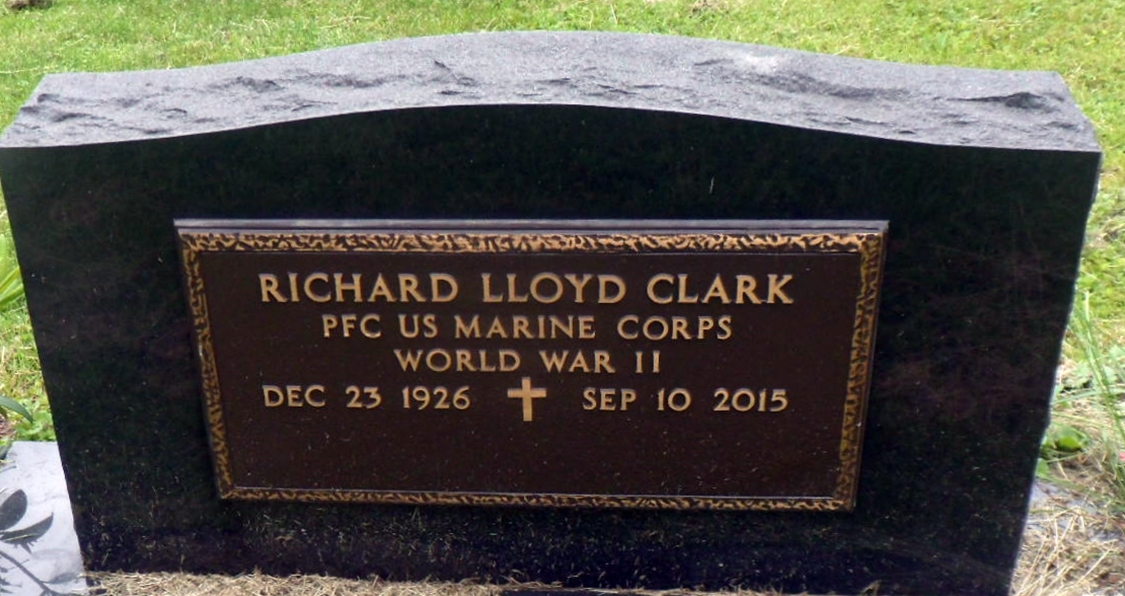 RICHARD LLOYD CLARK
PFC US MARINE CORPS
WORLD WAR II
DEC 23 1926 SEP 10 2015